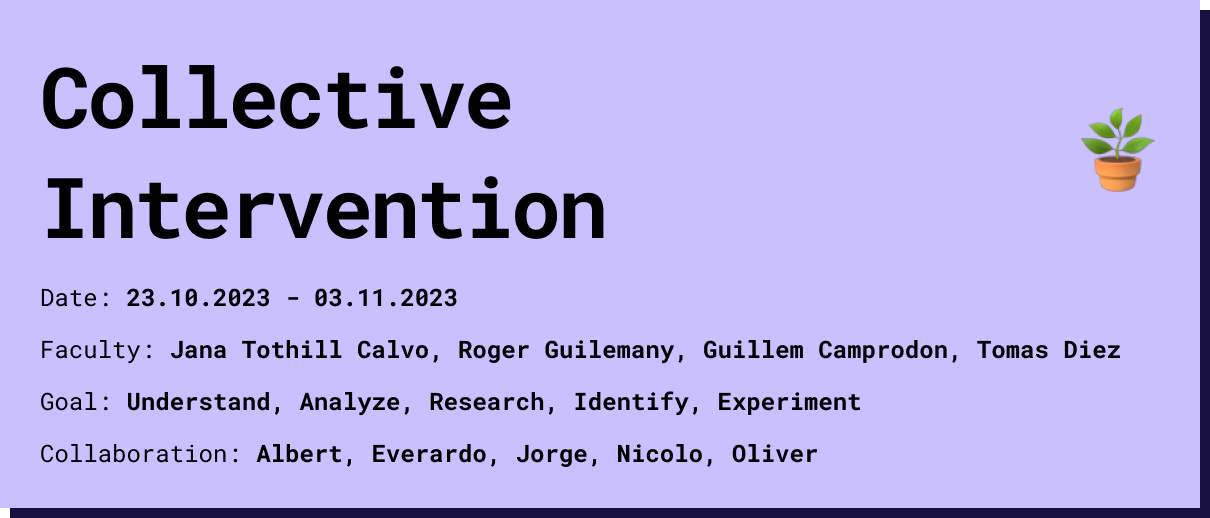 Collective
Intervention
Date: 23.10.2023 - 03.11.2023
Faculty: Jana Tothill Calvo, Roger Guilemany, Guillem Camprodon, Tomas Diez
Goal: Understand, Analyze, Research, Identify, Experiment
Collaboration: Albert, Everardo, Jorge, Nicolo, Oliver